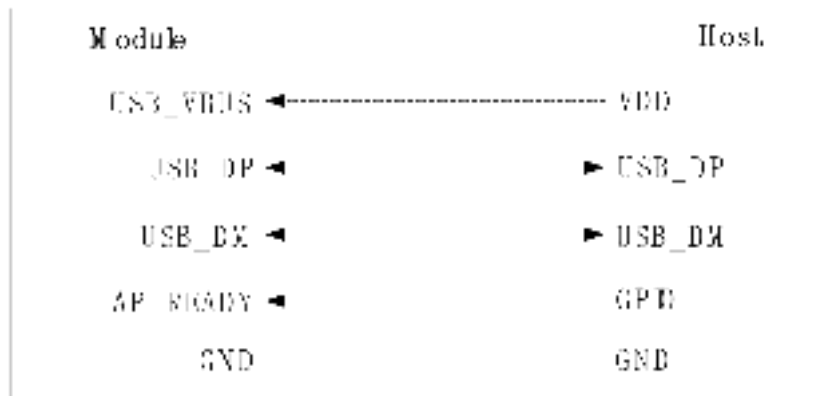 Module Host
USB_VBUS VDD
USB_DP USB_DP
USB_DM USB_DM
AP_READY GPIO
GND GND